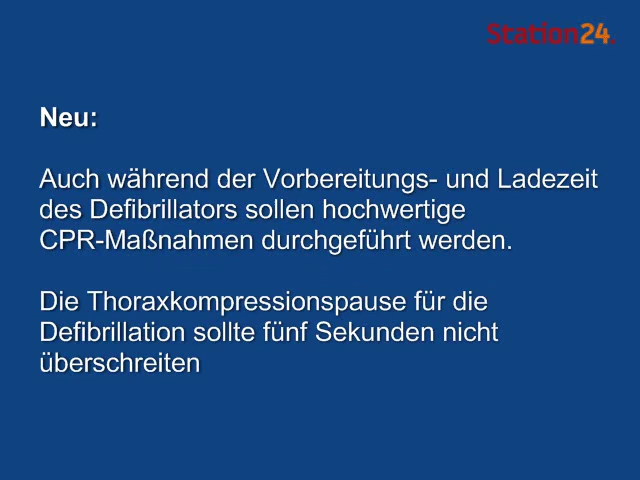 Station24.
Neu:
Auch während der Vorbereitungs- und Ladezeit
des Defibrillators sollen hochwertige
CPR-Maßnahmen durchgeführt werden.
Die Thoraxkompressionspause für die
Defibrillation sollte fünf Sekunden nicht
überschreiten